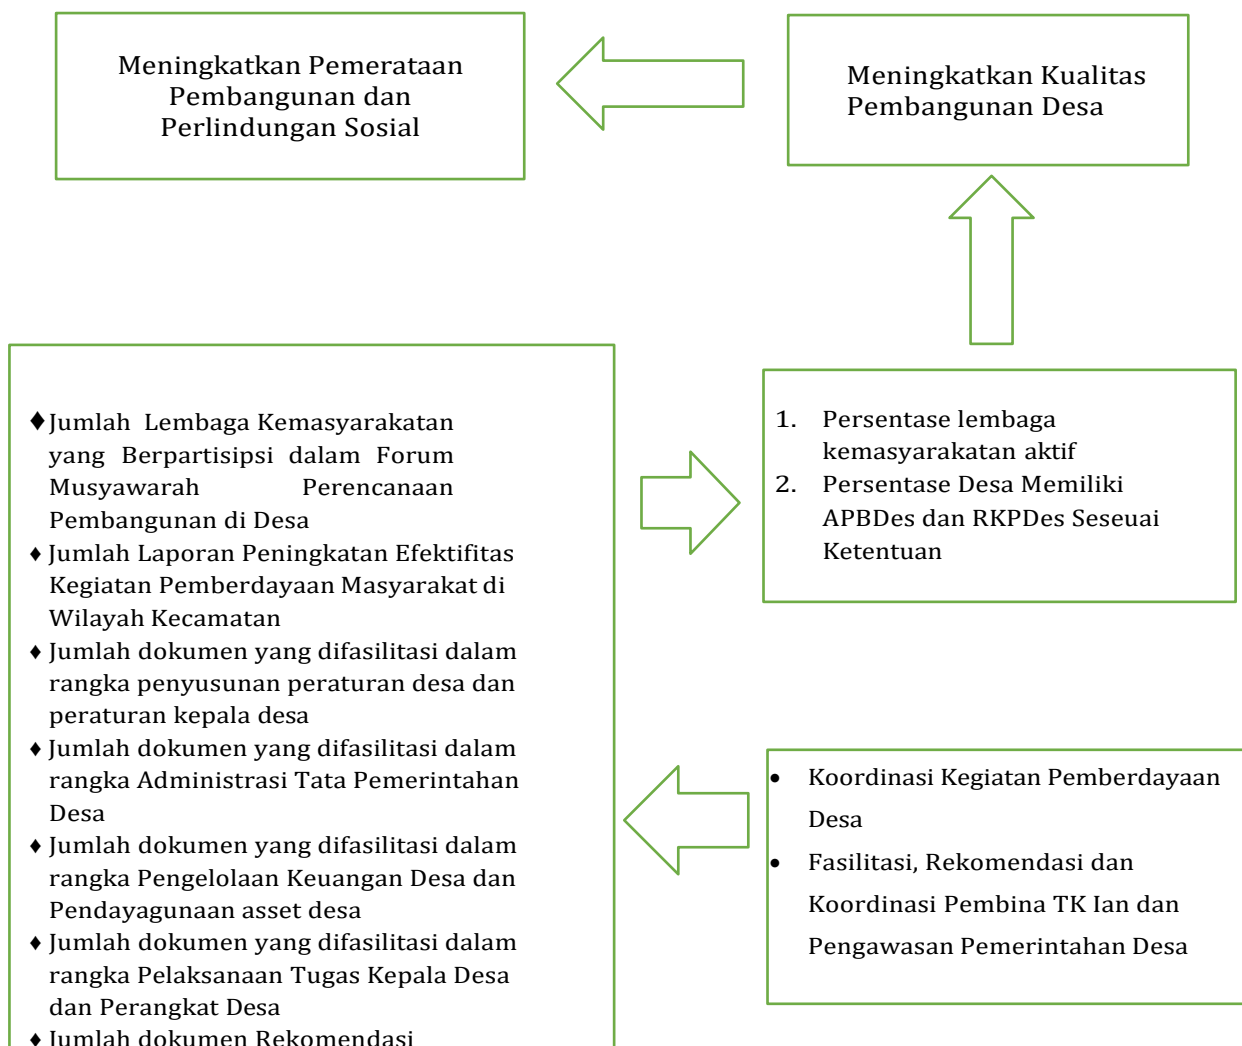 Meningkatkan Pemerataan
Pembangunan dan
Perlindungan Sosial
Meningkatkan Kualitas
Pembangunan Desa
♦Jumlah Lembaga Kemasyarakatan
yang Berpartisipsi dalam Forum
Musyawarah Perencanaan
Pembangunan di Desa
♦ Jumlah Laporan Peningkatan Efektifitas
Kegiatan Pemberdayaan Masyarakat di
Wilayah Kecamatan
♦ Jumlah dokumen yang difasilitasi dalam
rangka penyusunan peraturan desa dan
peraturan kepala desa
♦ Jumlah dokumen yang difasilitasi dalam
rangka Administrasi Tata Pemerintahan
Desa
♦ Jumlah dokumen yang difasilitasi dalam
rangka Pengelolaan Keuangan Desa dan
Pendayagunaan asset desa
♦ Jumlah dokumen yang difasilitasi dalam
rangka Pelaksanaan Tugas Kepala Desa
dan Perangkat Desa
♦ Jumlah dokumen Rekomendasi
1. Persentase lembaga
kemasyarakatan aktif
2. Persentase Desa Memiliki
APBDes dan RKPDes Seseuai
Ketentuan
• Koordinasi Kegiatan Pemberdayaan
Desa
• Fasilitasi, Rekomendasi dan
Koordinasi Pembina TK Ian dan
Pengawasan Pemerintahan Desa